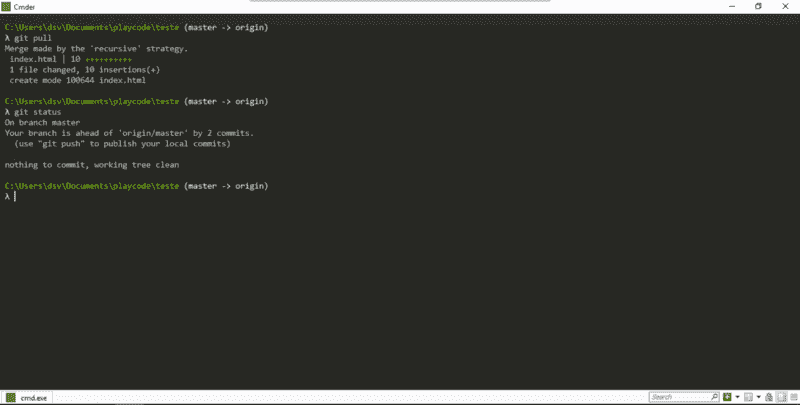 Cmder
C:\Users\dsv\Documents\playcode\teste (master -> origin)
λ git pull
Merge made by the 'recursive' strategy.
 index.html | 10 ++++++++++
 1 file changed, 10 insertions(+)
 create mode 100644 index.html

C:\Users\dsv\Documents\playcode\teste (master -> origin)
λ git status
On branch master
Your branch is ahead of 'origin/master' by 2 commits.
  (use "git push" to publish your local commits)

nothing to commit, working tree clean

C:\Users\dsv\Documents\playcode\teste (master -> origin)
λ
cmd.exe
Search